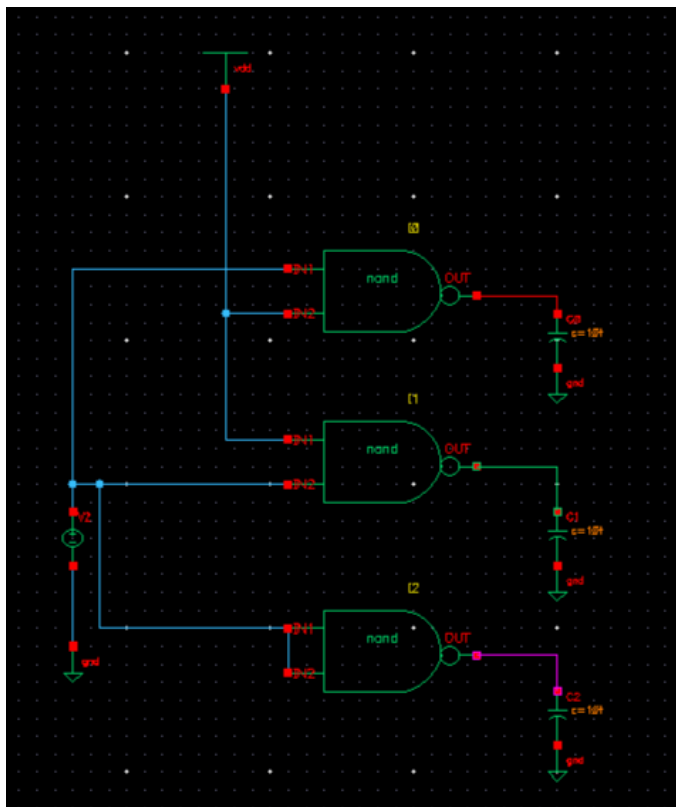 vdd
I0
IN1
nand
OUT
IN2
C0
c=10f
gnd
I1
IN1
nand
OUT
IN2
V2
C1
c=10f
gnd
I2
IN1
nand
OUT
IN2
gnd
C2
c=10f
gnd